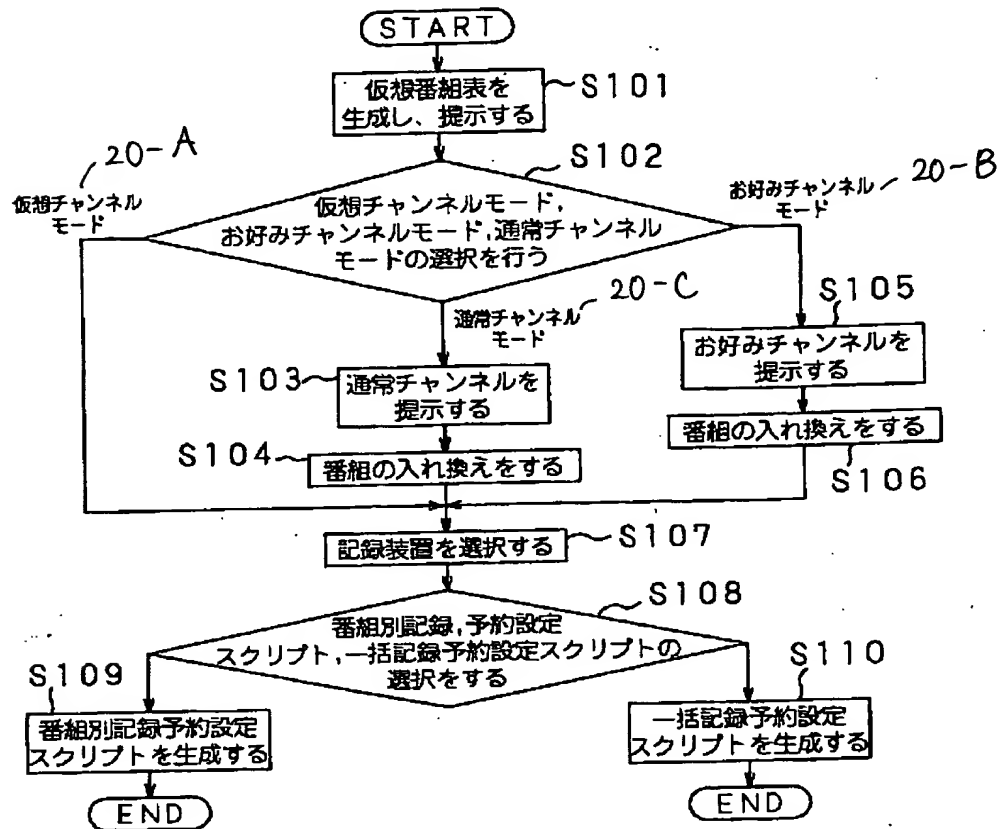 START
仮想番組表を
生成し、提示する
S101
20-A
仮想チャンネル
モード
S102
仮想チャンネルモード,
お好みチャンネルモード,通常チャンネル
モードの選択を行う
お好みチャンネル
モード
20-B
20-C
通常チャンネル
モード
S103
通常チャンネルを
提示する
S105
お好みチャンネルを
提示する
S104
番組の入れ換えをする
番組の入れ換えをする
S106
記録装置を選択する
S107
S108
番組別記録,予約設定
スクリプト,一括記録予約設定スクリプトの
選択をする
S109
番組別記録予約設定
スクリプトを生成する
END
S110
一括記録予約設定
スクリプトを生成する
END